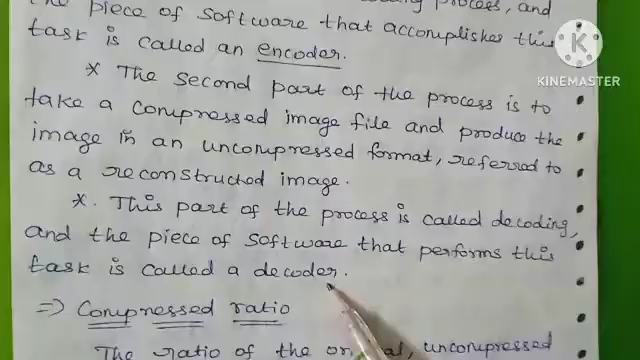 the piece of software that accomplishes this
task is called an encoder.
* The second part of the process is to
take a compressed image file and produce the
image in an uncompressed format, referred to
as a reconstructed image.
*. This part of the process is called decoding,
and the piece of software that performs this
task is called a decoder.
=> Compressed ratio
The ratio of the uncompressed
KINEMASTER